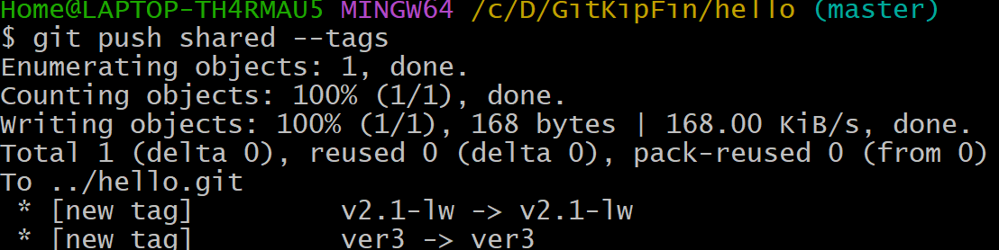 Home@LAPTOP-TH4RMAU5 MINGW64 /c/D/GitKipFin/hello (master)
$ git push shared --tags
Enumerating objects: 1, done.
Counting objects: 100% (1/1), done.
Writing objects: 100% (1/1), 168 bytes | 168.00 KiB/s, done.
Total 1 (delta 0), reused 0 (delta 0), pack-reused 0 (from 0)
To ../hello.git
 * [new tag]         v2.1-lw -> v2.1-lw
 * [new tag]         ver3 -> ver3